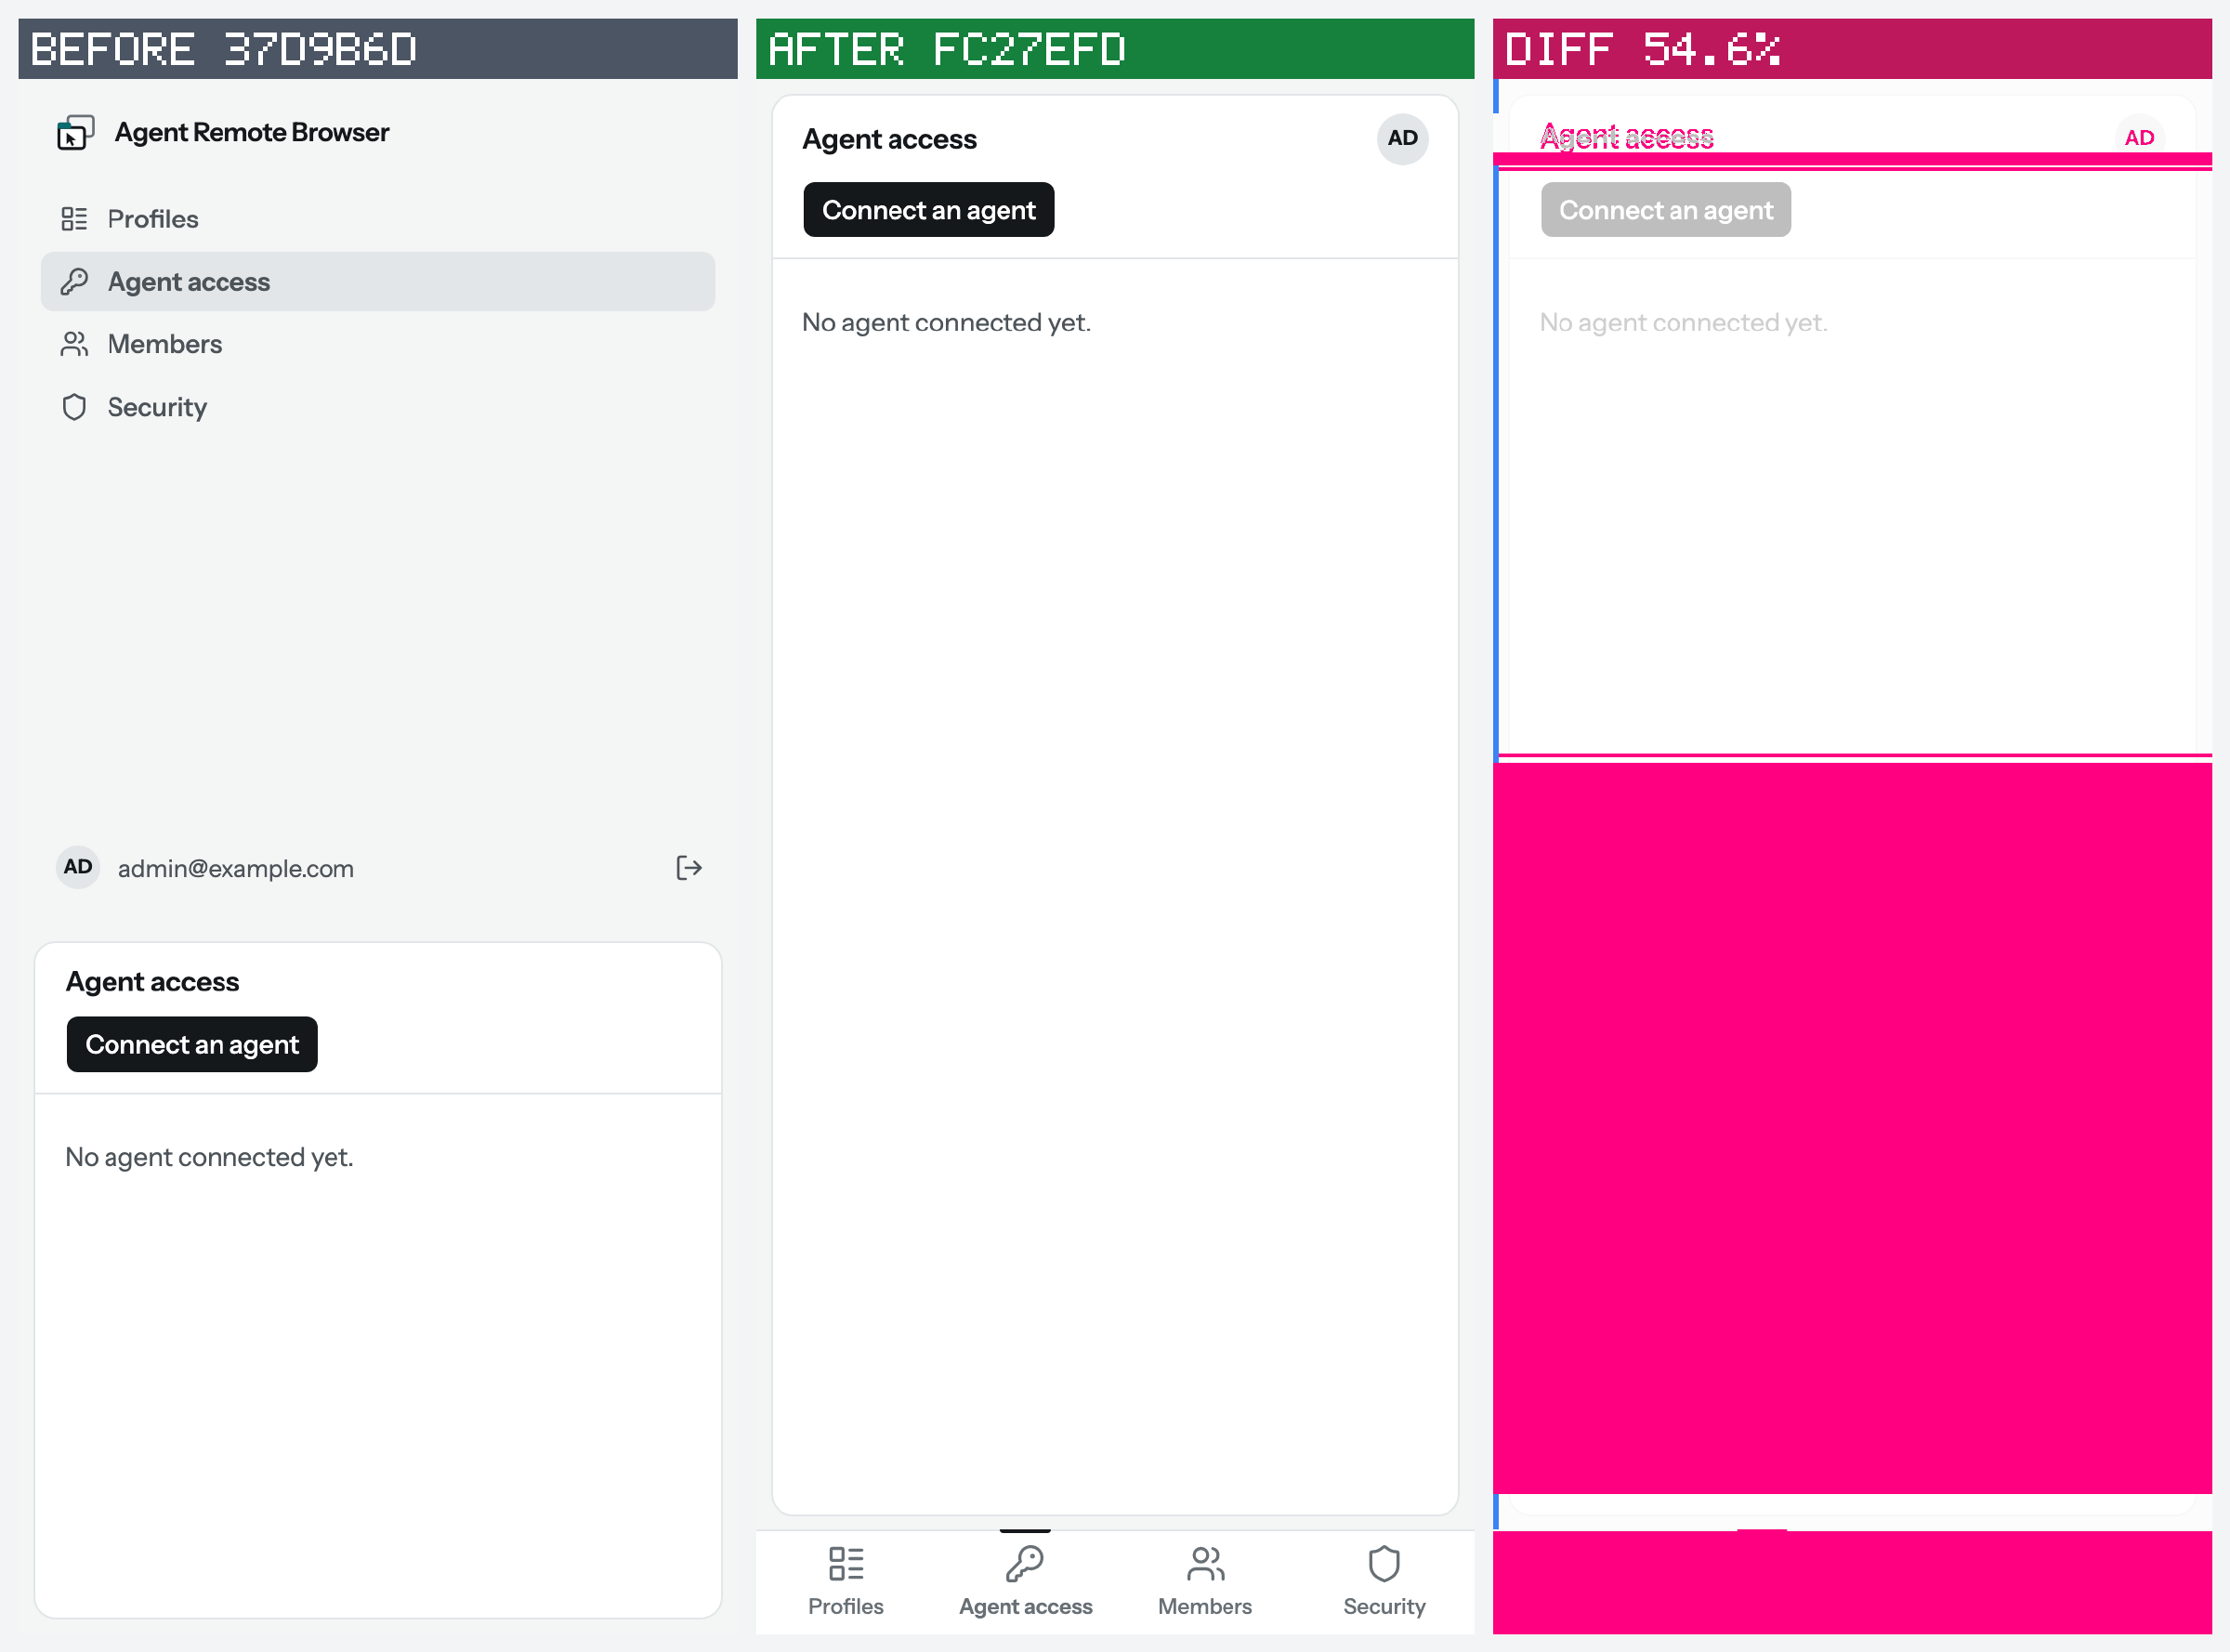 BEFORE 37D9B6D
Agent Remote Browser
Profiles
Agent access
Members
Security
AD admin@example.com
Agent access
Connect an agent
No agent connected yet.
AFTER FC27EFD
Agent access AD
Connect an agent
No agent connected yet.
Profiles Agent access Members Security
DIFF 54.6%
Agent access AD
Connect an agent
No agent connected yet.